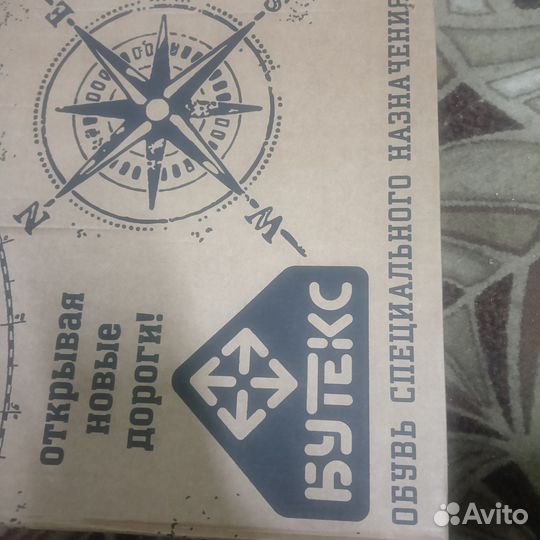 E
S
N
W
открывая
новые
дороги!
БУТЕКС
ОБУВЬ СПЕЦИАЛЬНОГО НАЗНАЧЕНИЯ
Avito